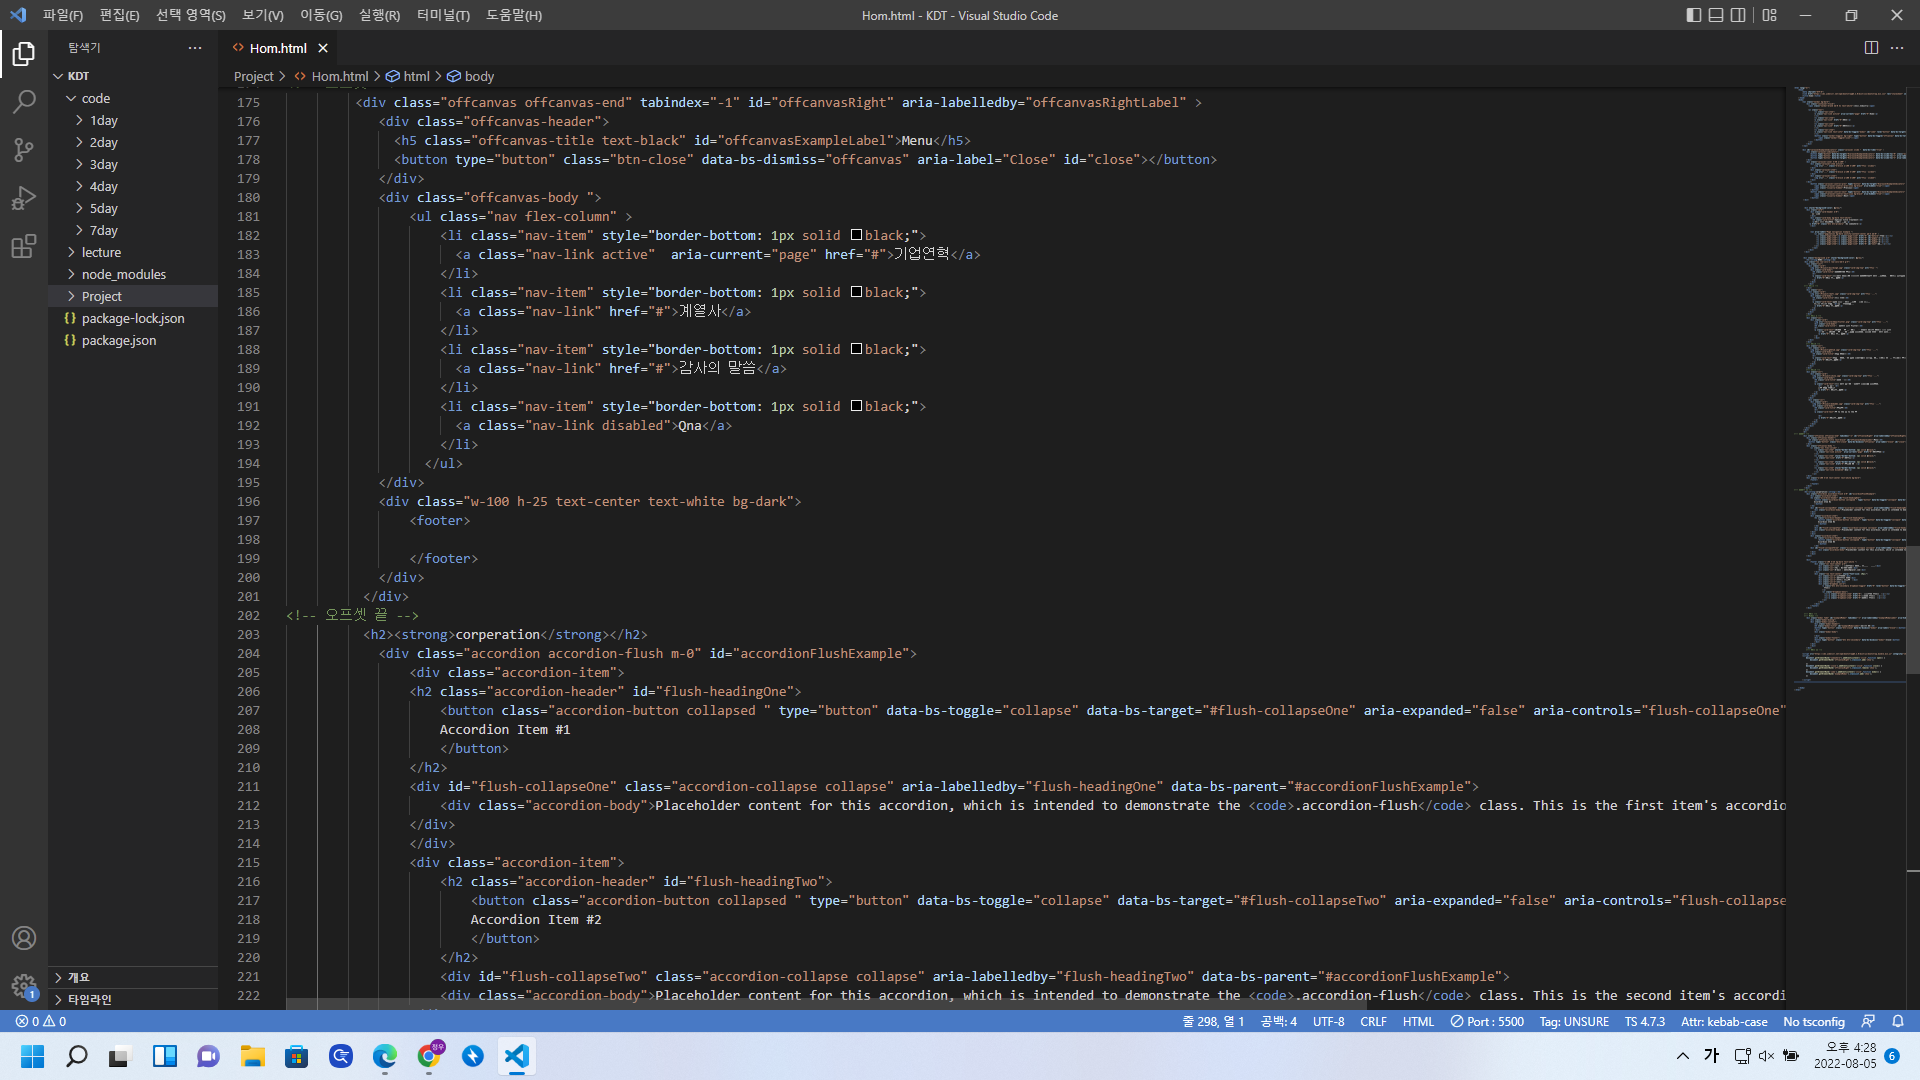 파일(F) 편집(E) 선택 영역(S) 보기(V) 이동(G) 실행(R) 터미널(T) 도움말(H) Hom.html - KDT - Visual Studio Code
탐색기
Hom.html
Project > Hom.html > html > body
KDT
code
1day
2day
3day
4day
5day
7day
lecture
node_modules
Project
package-lock.json
package.json
개요
타임라인
175 <div class="offcanvas offcanvas-end" tabindex="-1" id="offcanvasRight" aria-labelledby="offcanvasRightLabel" >
176 <div class="offcanvas-header">
177 <h5 class="offcanvas-title text-black" id="offcanvasExampleLabel">Menu</h5>
178 <button type="button" class="btn-close" data-bs-dismiss="offcanvas" aria-label="Close" id="close"></button>
179 </div>
180 <div class="offcanvas-body ">
181 <ul class="nav flex-column" >
182 <li class="nav-item" style="border-bottom: 1px solid black;">
183 <a class="nav-link active"  aria-current="page" href="#">기업연혁</a>
184 </li>
185 <li class="nav-item" style="border-bottom: 1px solid black;">
186 <a class="nav-link" href="#">계열사</a>
187 </li>
188 <li class="nav-item" style="border-bottom: 1px solid black;">
189 <a class="nav-link" href="#">감사의 말씀</a>
190 </li>
191 <li class="nav-item" style="border-bottom: 1px solid black;">
192 <a class="nav-link disabled">Qna</a>
193 </li>
194 </ul>
195 </div>
196 <div class="w-100 h-25 text-center text-white bg-dark">
197 <footer>
198
199 </footer>
200 </div>
201 </div>
202 <!-- 오프셋 끝 -->
203 <h2><strong>corperation</strong></h2>
204 <div class="accordion accordion-flush m-0" id="accordionFlushExample">
205 <div class="accordion-item">
206 <h2 class="accordion-header" id="flush-headingOne">
207 <button class="accordion-button collapsed " type="button" data-bs-toggle="collapse" data-bs-target="#flush-collapseOne" aria-expanded="false" aria-controls="flush-collapseOne"
208 Accordion Item #1
209 </button>
210 </h2>
211 <div id="flush-collapseOne" class="accordion-collapse collapse" aria-labelledby="flush-headingOne" data-bs-parent="#accordionFlushExample">
212 <div class="accordion-body">Placeholder content for this accordion, which is intended to demonstrate the <code>.accordion-flush</code> class. This is the first item's accordio
213 </div>
214 </div>
215 <div class="accordion-item">
216 <h2 class="accordion-header" id="flush-headingTwo">
217 <button class="accordion-button collapsed " type="button" data-bs-toggle="collapse" data-bs-target="#flush-collapseTwo" aria-expanded="false" aria-controls="flush-collapse
218 Accordion Item #2
219 </button>
220 </h2>
221 <div id="flush-collapseTwo" class="accordion-collapse collapse" aria-labelledby="flush-headingTwo" data-bs-parent="#accordionFlushExample">
222 <div class="accordion-body">Placeholder content for this accordion, which is intended to demonstrate the <code>.accordion-flush</code> class. This is the second item's accordi
1
0 0 줄 298, 열 1 공백: 4 UTF-8 CRLF HTML Port : 5500 Tag: UNSURE TS 4.7.3 Attr: kebab-case No tsconfig
가 오후 4:28
2022-08-05 6